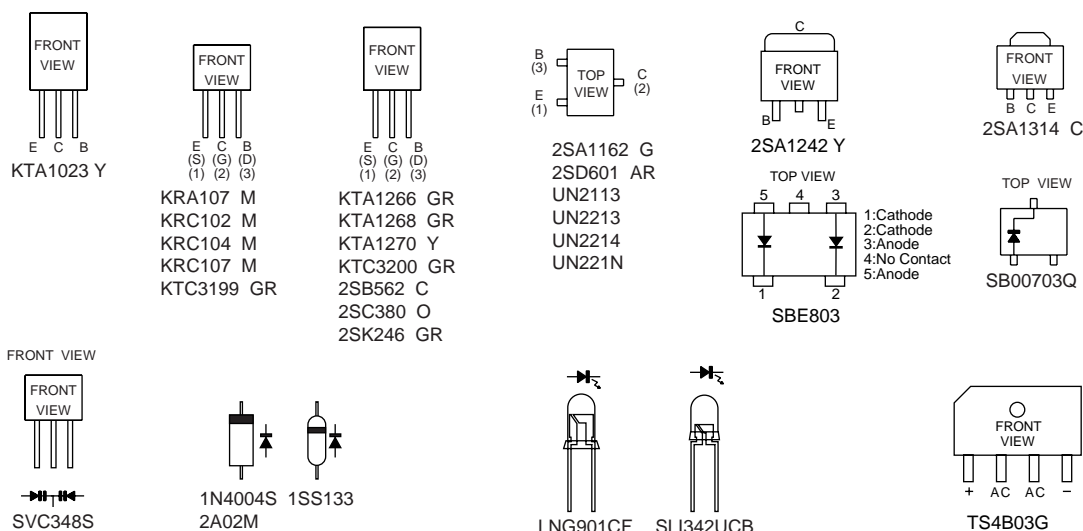 FRONT
VIEW
E C B
KTA1023 Y
FRONT
VIEW
E C B
(S) (G) (D)
(1) (2) (3)
KRA107 M
KRC102 M
KRC104 M
KRC107 M
KTC3199 GR
FRONT
VIEW
E C B
(S) (G) (D)
(1) (2) (3)
KTA1266 GR
KTA1268 GR
KTA1270 Y
KTC3200 GR
2SB562 C
2SC380 O
2SK246 GR
B
(3)
TOP
VIEW
C
(2)
E
(1)
2SA1162 G
2SD601 AR
UN2113
UN2213
UN2214
UN221N
C
FRONT
VIEW
B E
2SA1242 Y
FRONT
VIEW
B C E
2SA1314 C
TOP VIEW
5 4 3
1:Cathode
2:Cathode
3:Anode
4:No Contact
5:Anode
1 2
SBE803
TOP VIEW
SB00703Q
FRONT VIEW
FRONT
VIEW
SVC348S
1N4004S 1SS133
2A02M
LNG901CF SLI342UCB
FRONT
VIEW
+ AC AC −
TS4B03G